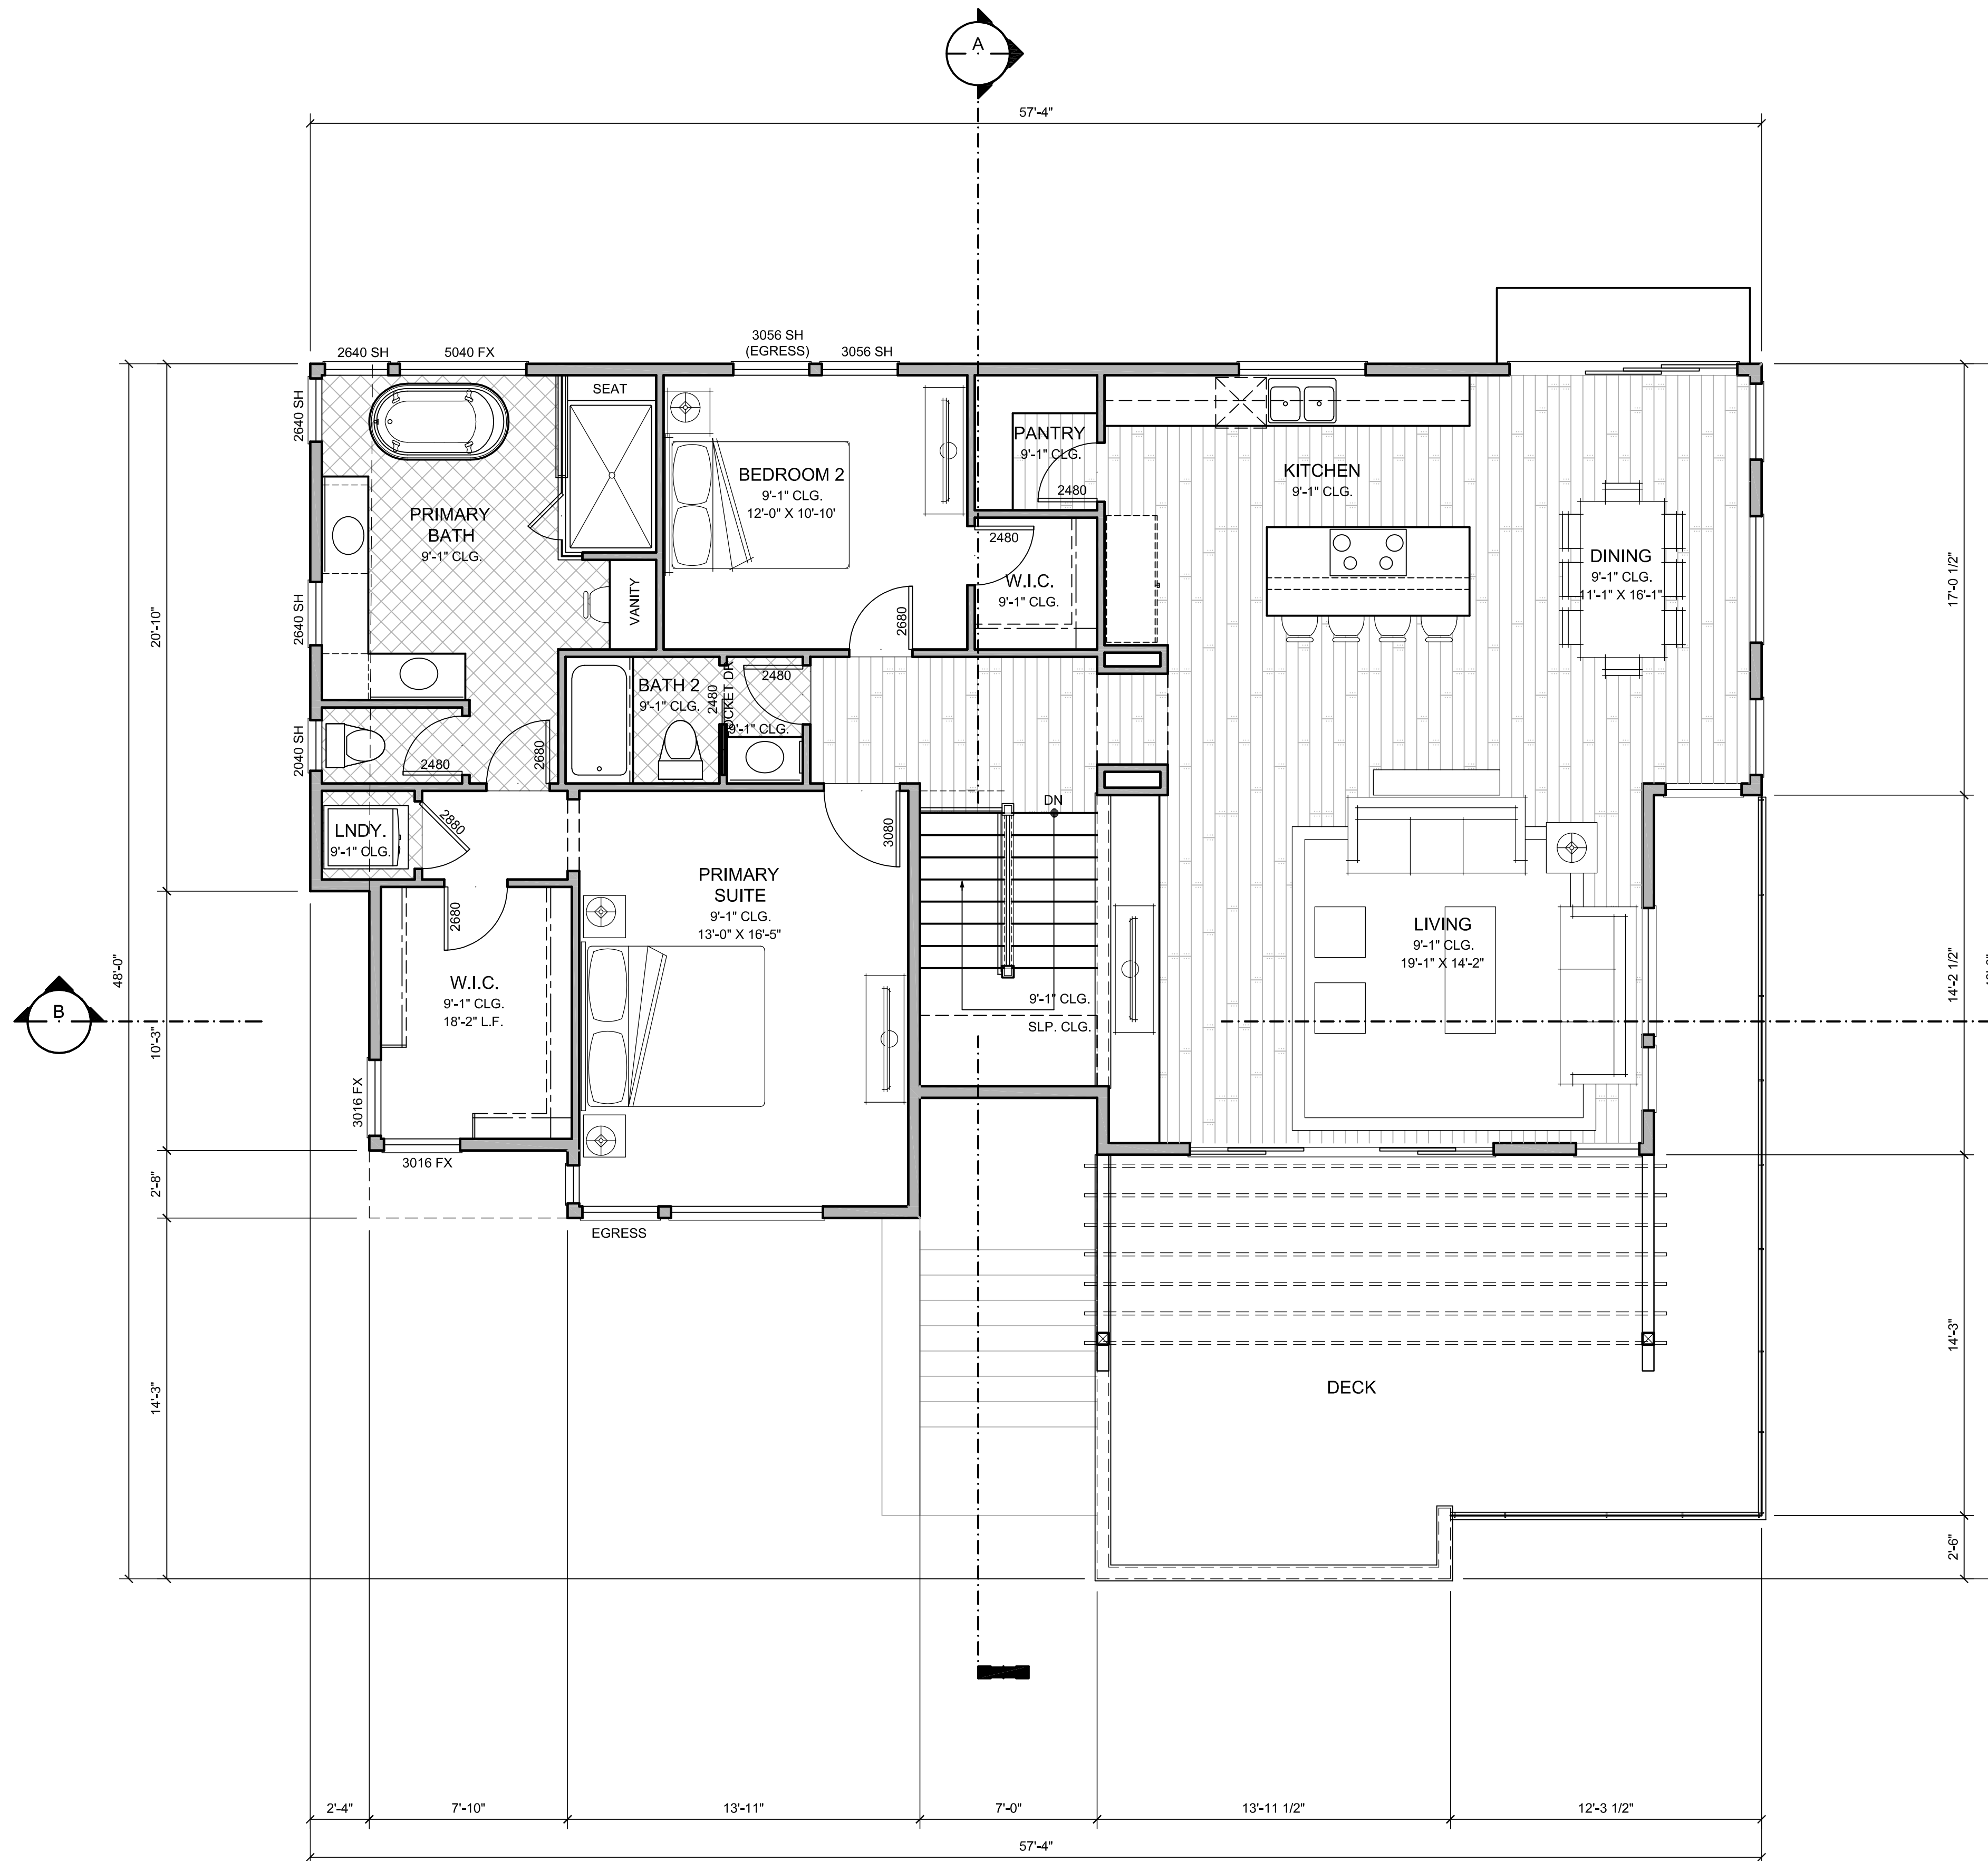 A
57'-4"
3056 SH
(EGRESS)
3056 SH
2640 SH
5040 FX
2640 SH
SEAT
PANTRY
9'-1" CLG.
2480
BEDROOM 2
9'-1" CLG.
12'-0" X 10'-10'
KITCHEN
9'-1" CLG.
PRIMARY
BATH
9'-1" CLG.
2480
W.I.C.
9'-1" CLG.
DINING
9'-1" CLG.
11'-1" X 16'-1"
17'-0 1/2"
20'-10"
2640 SH
VANITY
2680
BATH 2
9'-1" CLG.
2480
2480
9'-1" CLG.
2040 SH
2480
2680
DN
LNDY.
9'-1" CLG.
2880
3080
PRIMARY
SUITE
9'-1" CLG.
13'-0" X 16'-5"
2680
LIVING
9'-1" CLG.
19'-1" X 14'-2"
48'-0"
W.I.C.
9'-1" CLG.
18'-2" L.F.
9'-1" CLG.
SLP. CLG.
14'-2 1/2"
B
10'-3"
3016 FX
3016 FX
2'-8"
EGRESS
14'-3"
DECK
14'-3"
2'-6"
2'-4"
7'-10"
13'-11"
7'-0"
13'-11 1/2"
12'-3 1/2"
57'-4"